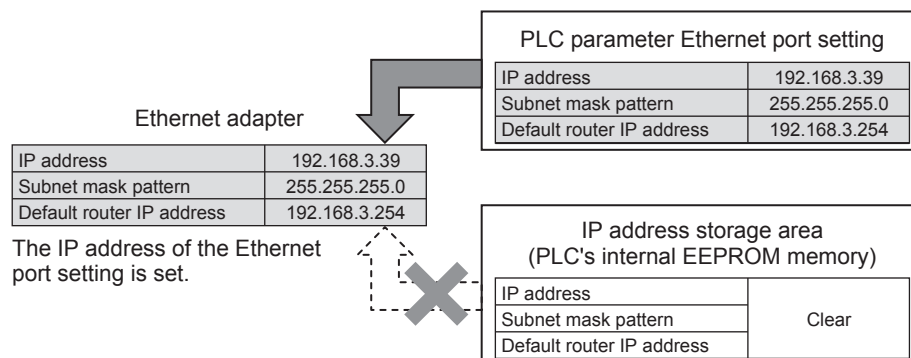 PLC parameter Ethernet port setting
IP address 192.168.3.39
Subnet mask pattern 255.255.255.0
Default router IP address 192.168.3.254
Ethernet adapter
IP address 192.168.3.39
Subnet mask pattern 255.255.255.0
Default router IP address 192.168.3.254
The IP address of the Ethernet
port setting is set.
IP address storage area
(PLC's internal EEPROM memory)
IP address
Subnet mask pattern Clear
Default router IP address